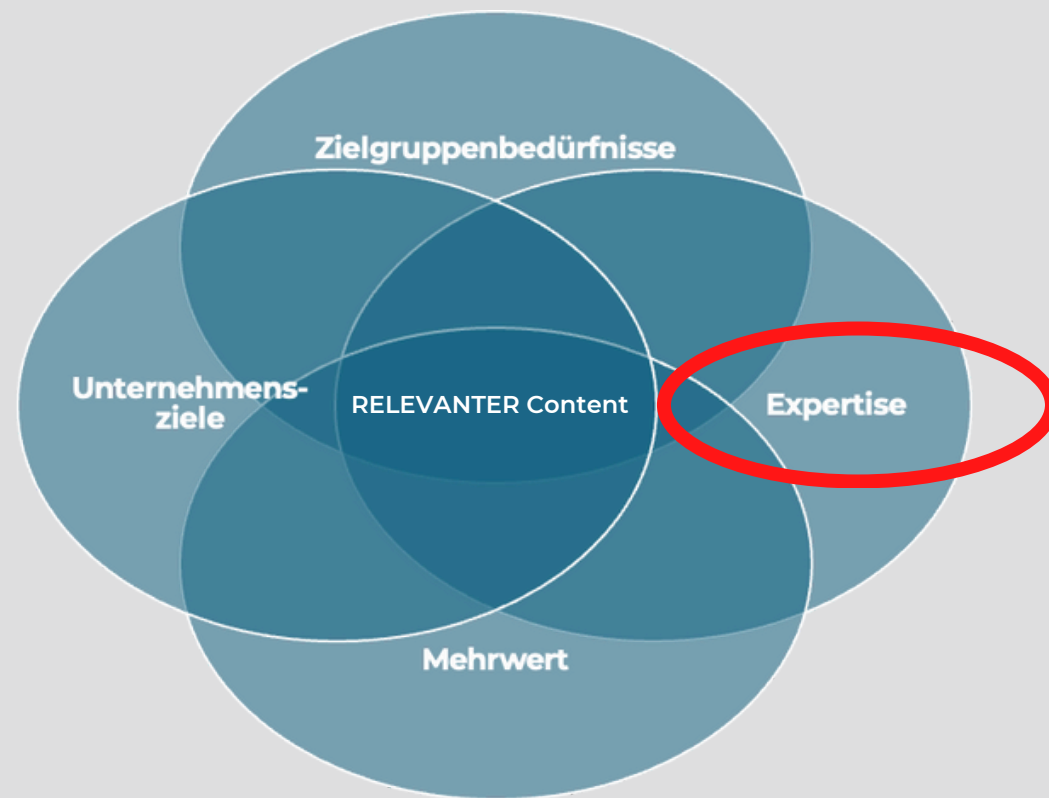 Zielgruppenbedürfnisse
Unternehmens-
ziele
RELEVANTER Content
Expertise
Mehrwert